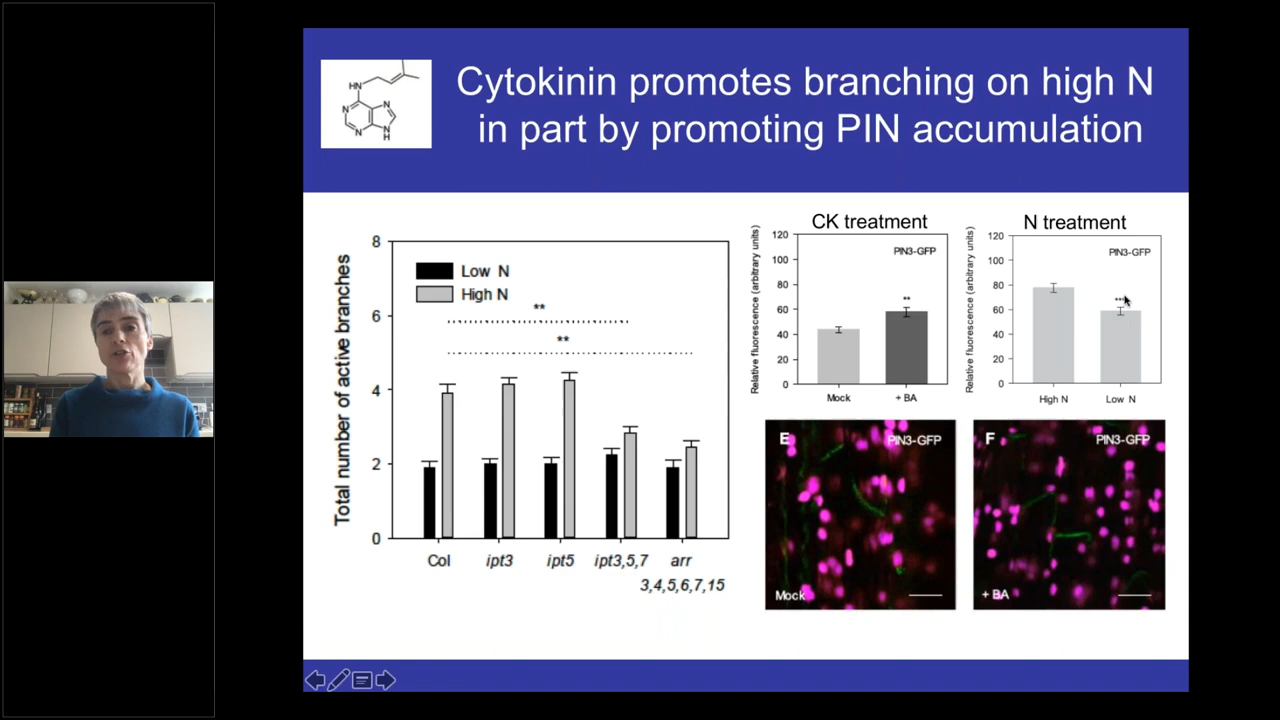 Cytokinin promotes branching on high N
in part by promoting PIN accumulation
HN
N
N
N
N
H
Total number of active branches
8
6
4
2
0
Low N
High N
**
**
Col
ipt3
ipt5
ipt3,5,7
arr
3,4,5,6,7,15
CK treatment
Relative fluorescence (arbitrary units)
120
100
80
60
40
20
0
PIN3-GFP
**
Mock
+ BA
N treatment
Relative fluorescence (arbitrary units)
120
100
80
60
40
20
0
PIN3-GFP
High N
Low N
E
PIN3-GFP
Mock
F
PIN3-GFP
+ BA